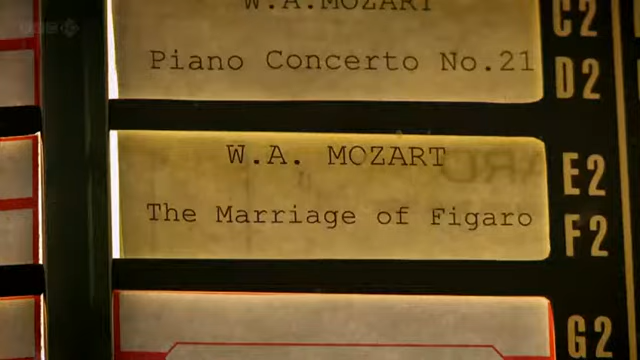 W.A.MOZART
C2
Piano Concerto No.21
D2
W.A. MOZART
E2
The Marriage of Figaro
F2
G2